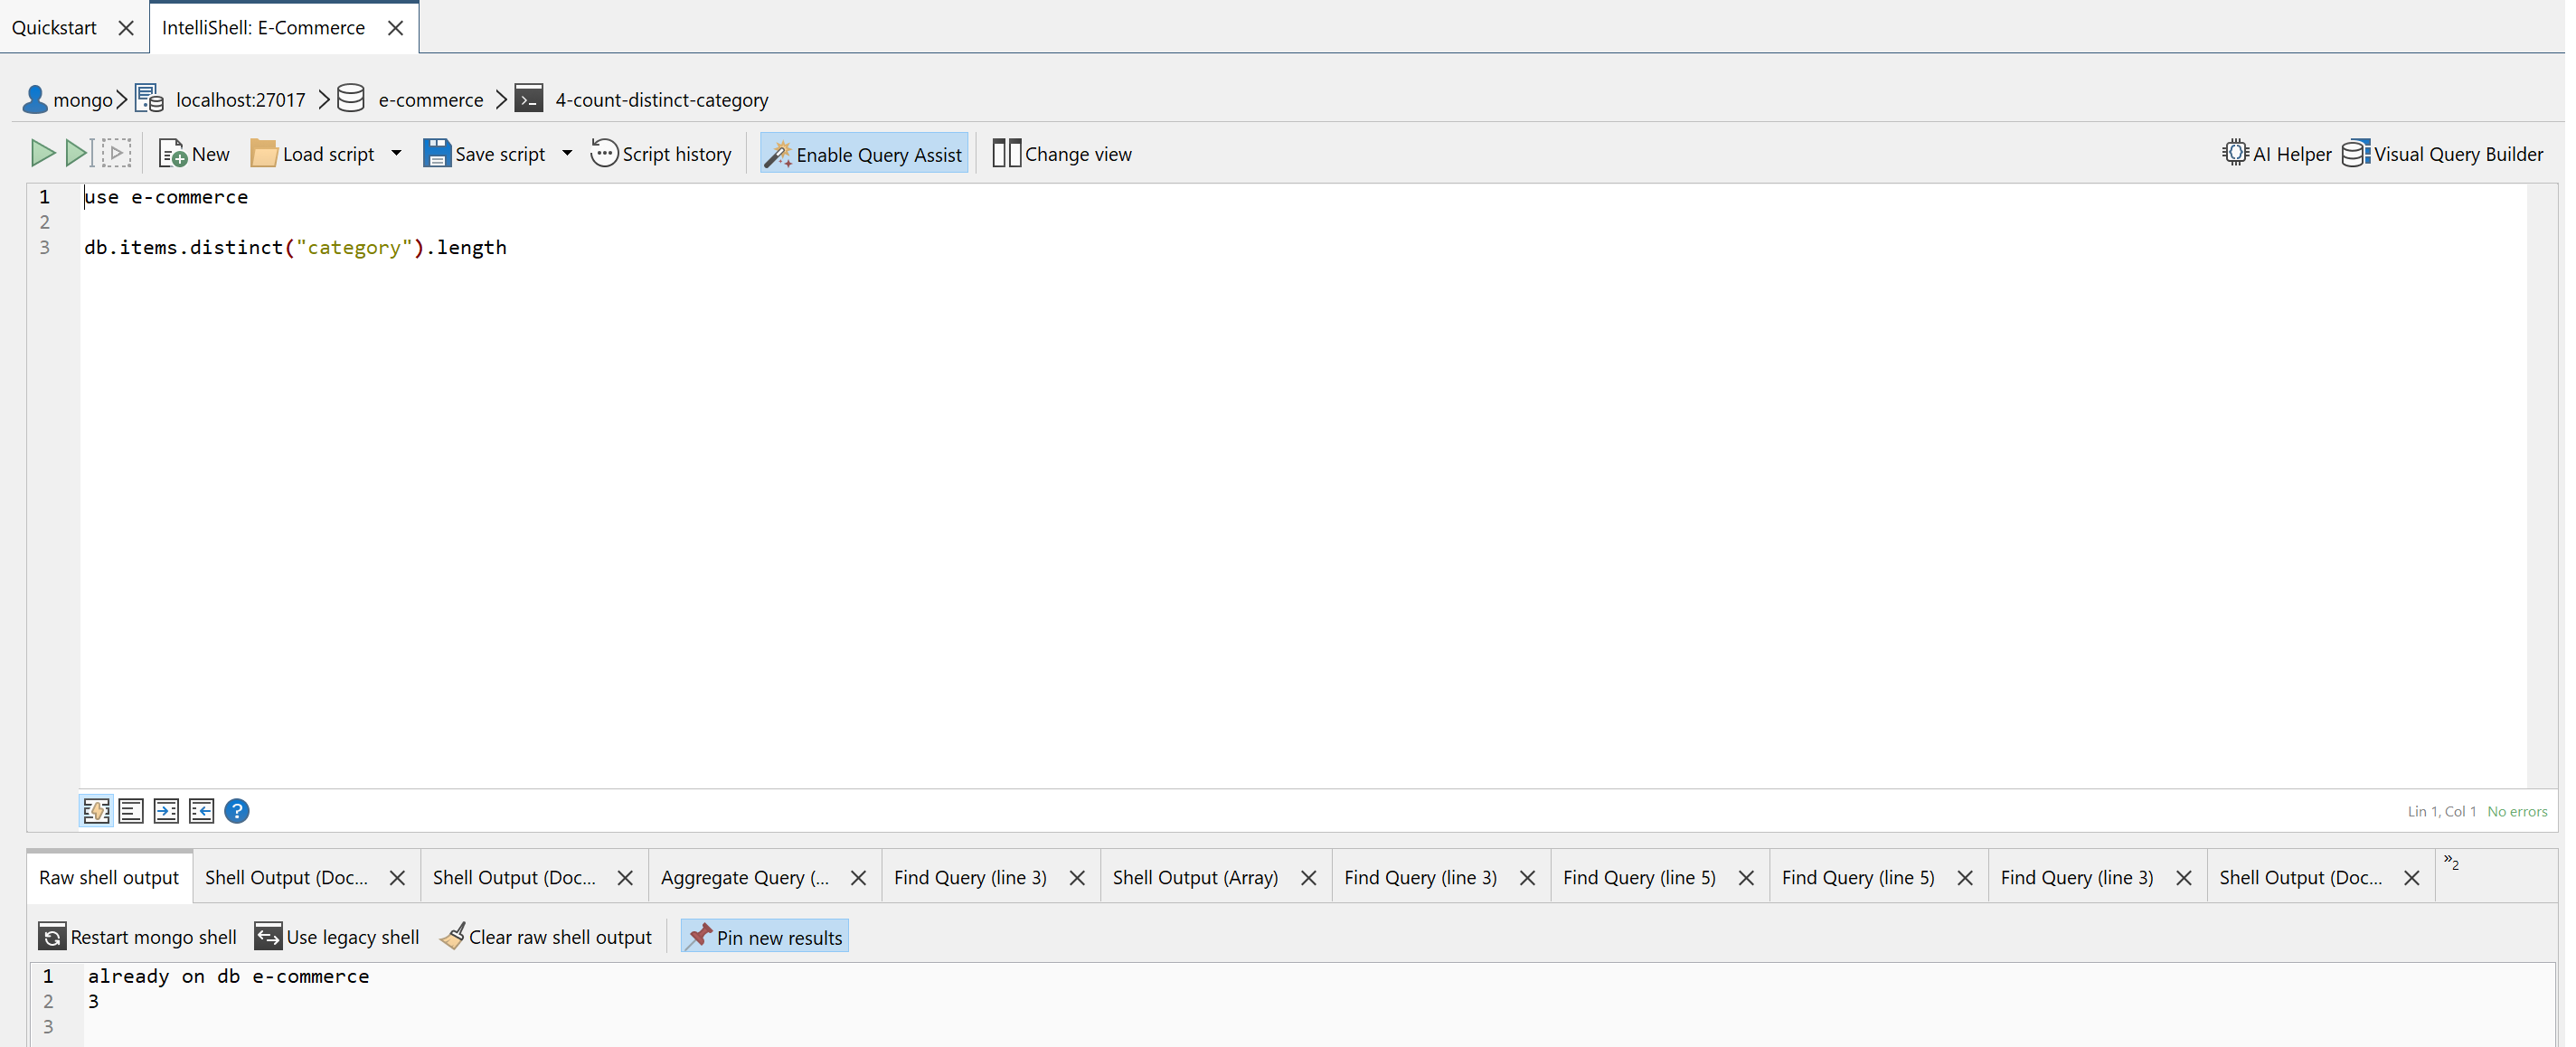 Quickstart IntelliShell: E-Commerce
mongo localhost:27017 e-commerce 4-count-distinct-category
New Load script Save script Script history Enable Query Assist Change view AI Helper Visual Query Builder
1 use e-commerce
2
3 db.items.distinct("category").length
? Lin 1, Col 1 No errors
Raw shell output Shell Output (Doc... Shell Output (Doc... Aggregate Query (... Find Query (line 3) Shell Output (Array) Find Query (line 3) Find Query (line 5) Find Query (line 5) Find Query (line 3) Shell Output (Doc... »2
Restart mongo shell Use legacy shell Clear raw shell output Pin new results
1 already on db e-commerce
2 3
3